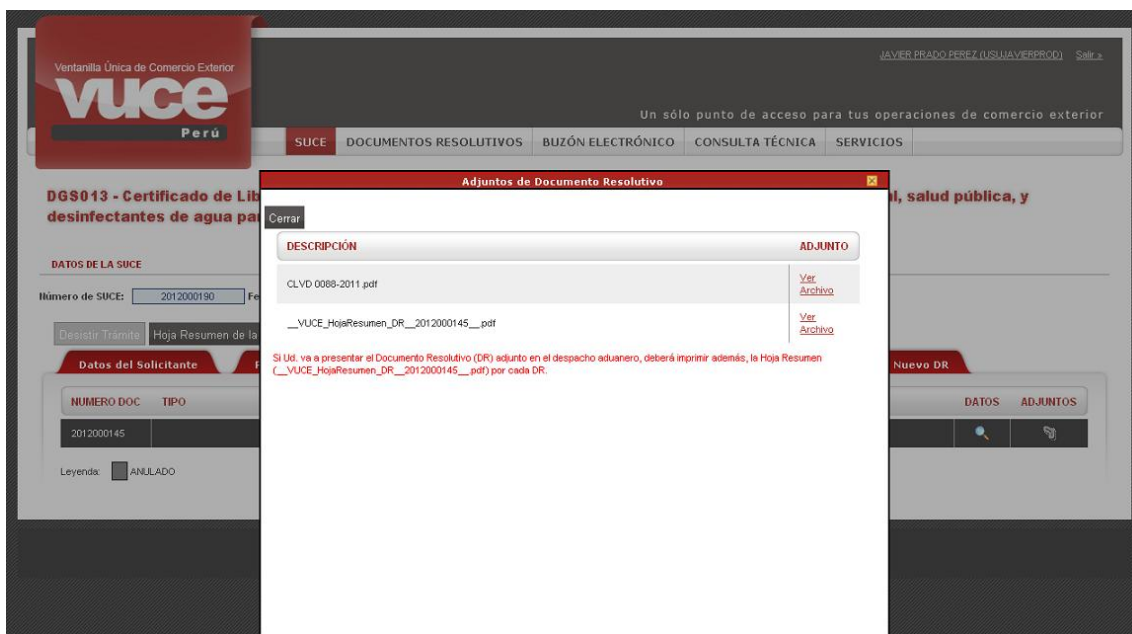 JAVIER PRADO PEREZ (USUJAVIERPROD) Salir »
Ventanilla Única de Comercio Exterior
vuce
Perú
Un sólo punto de acceso para tus operaciones de comercio exterior
SUCE DOCUMENTOS RESOLUTIVOS BUZÓN ELECTRÓNICO CONSULTA TÉCNICA SERVICIOS
Adjuntos de Documento Resolutivo
DGS013 - Certificado de Lib
l, salud pública, y
desinfectantes de agua pa
Cerrar
DESCRIPCIÓN ADJUNTO
DATOS DE LA SUCE
CLVD 0088-2011.pdf Ver
Archivo
Número de SUCE: 2012000190 Fe
__VUCE_HojaResumen_DR__2012000145__.pdf Ver
Archivo
Desistir Trámite Hoja Resumen de la
Si Ud. va a presentar el Documento Resolutivo (DR) adjunto en el despacho aduanero, deberá imprimir además, la Hoja Resumen
(__VUCE_HojaResumen_DR__2012000145__.pdf) por cada DR.
Datos del Solicitante Nuevo DR
NUMERO DOC TIPO DATOS ADJUNTOS
2012000145
Leyenda: ANULADO